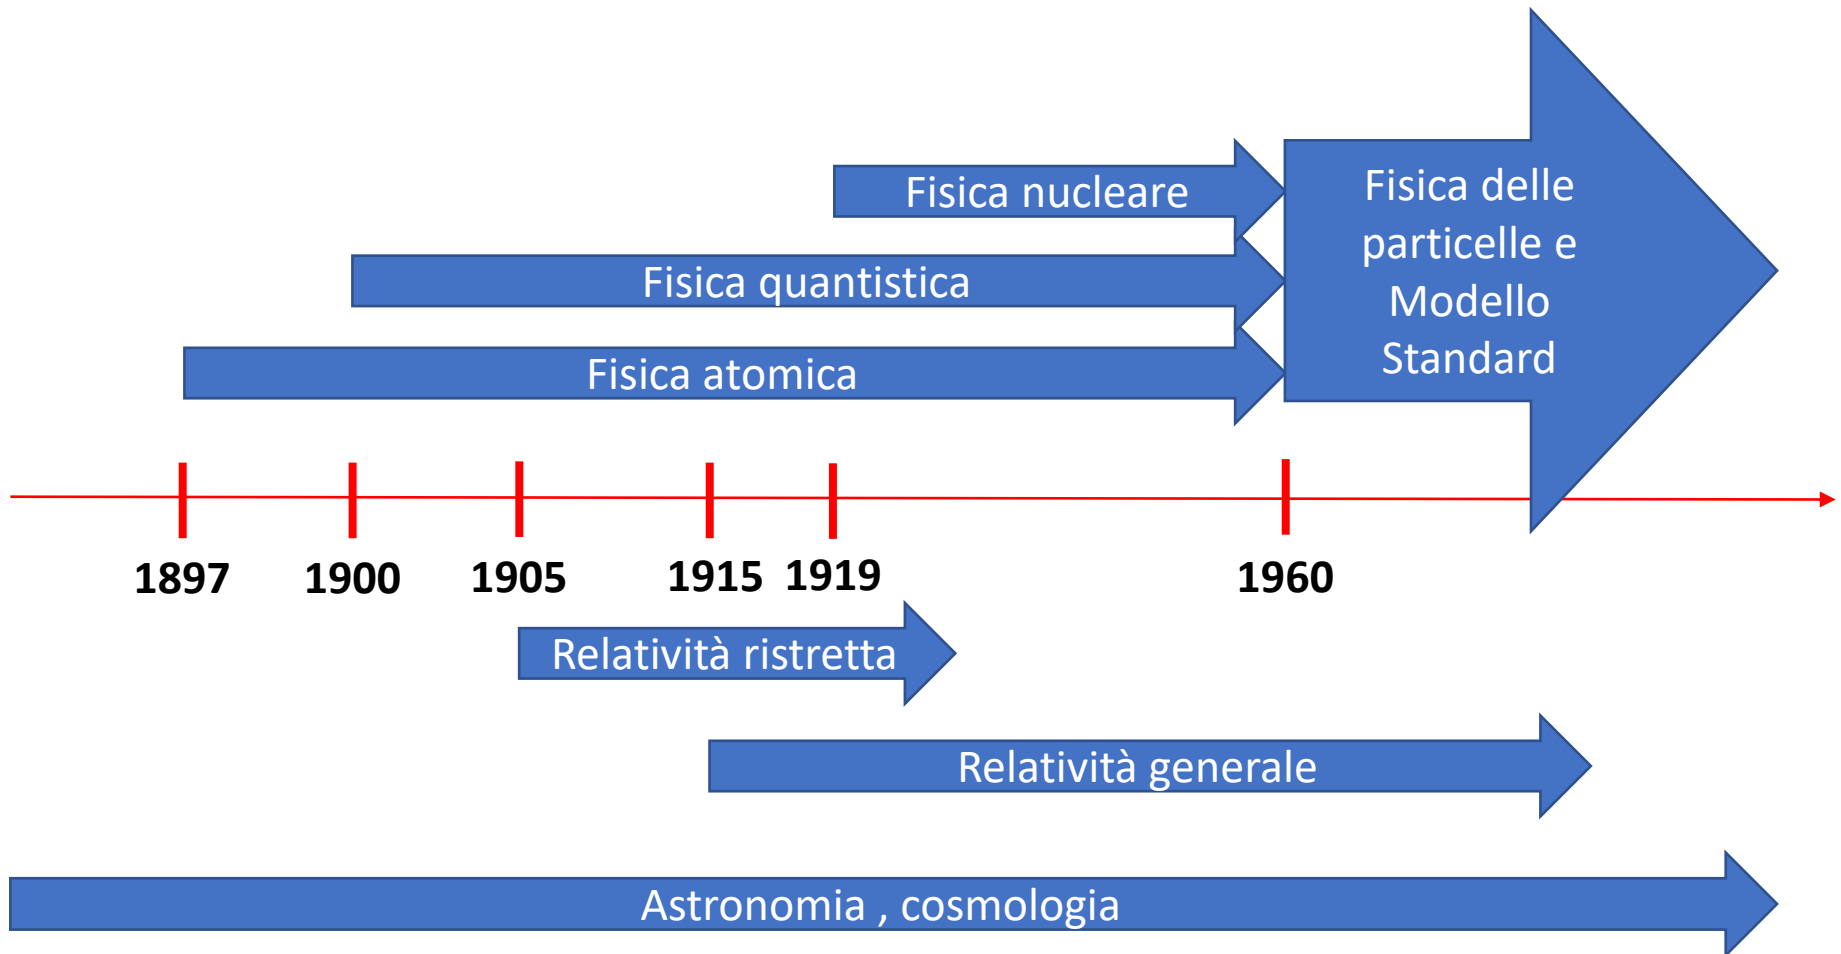 Fisica nucleare
Fisica delle
particelle e
Modello
Standard
Fisica quantistica
Fisica atomica
1897 1900 1905 1915 1919 1960
Relatività ristretta
Relatività generale
Astronomia , cosmologia